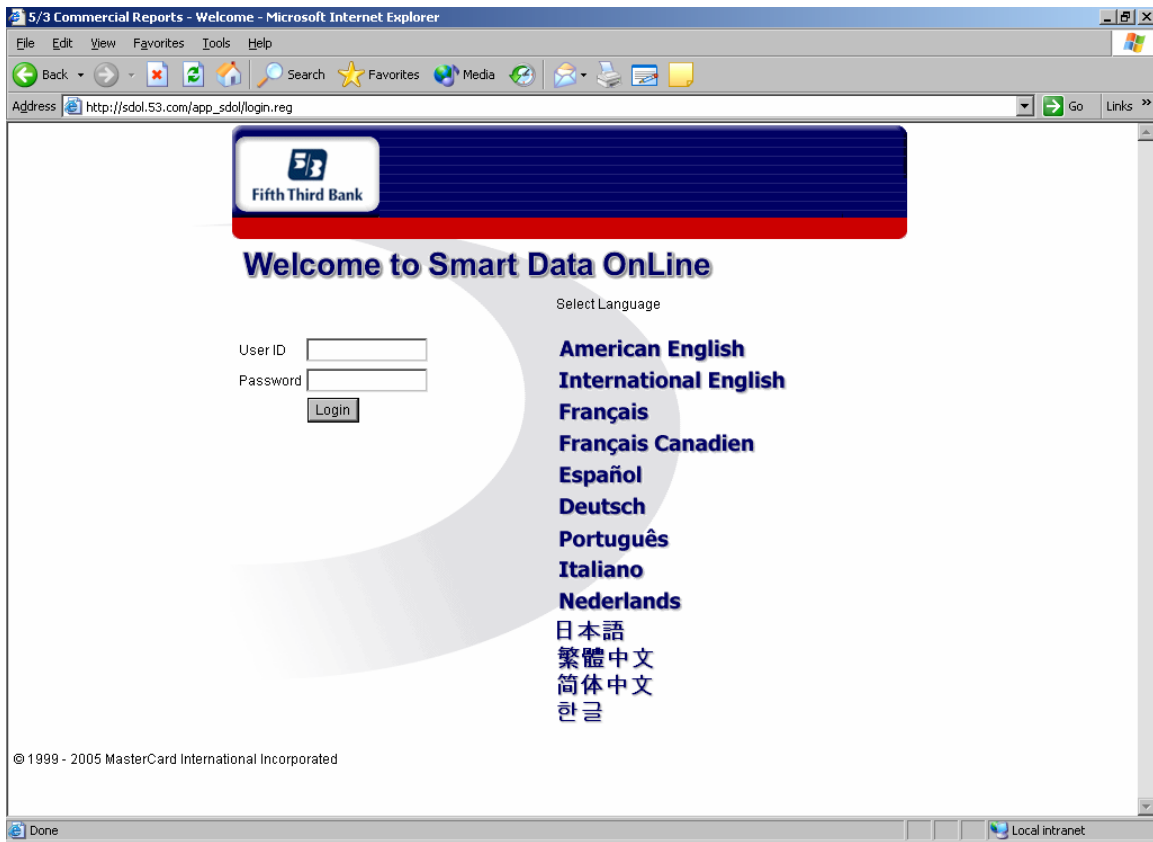 5/3 Commercial Reports - Welcome - Microsoft Internet Explorer
File Edit View Favorites Tools Help
Back Search Favorites Media
Address http://sdol.53.com/app_sdol/login.reg Go Links »
5/3
Fifth Third Bank
Welcome to Smart Data OnLine
Select Language
User ID
Password
Login
American English
International English
Français
Français Canadien
Español
Deutsch
Português
Italiano
Nederlands
日本語
繁體中文
简体中文
한글
© 1999 - 2005 MasterCard International Incorporated
Done Local intranet